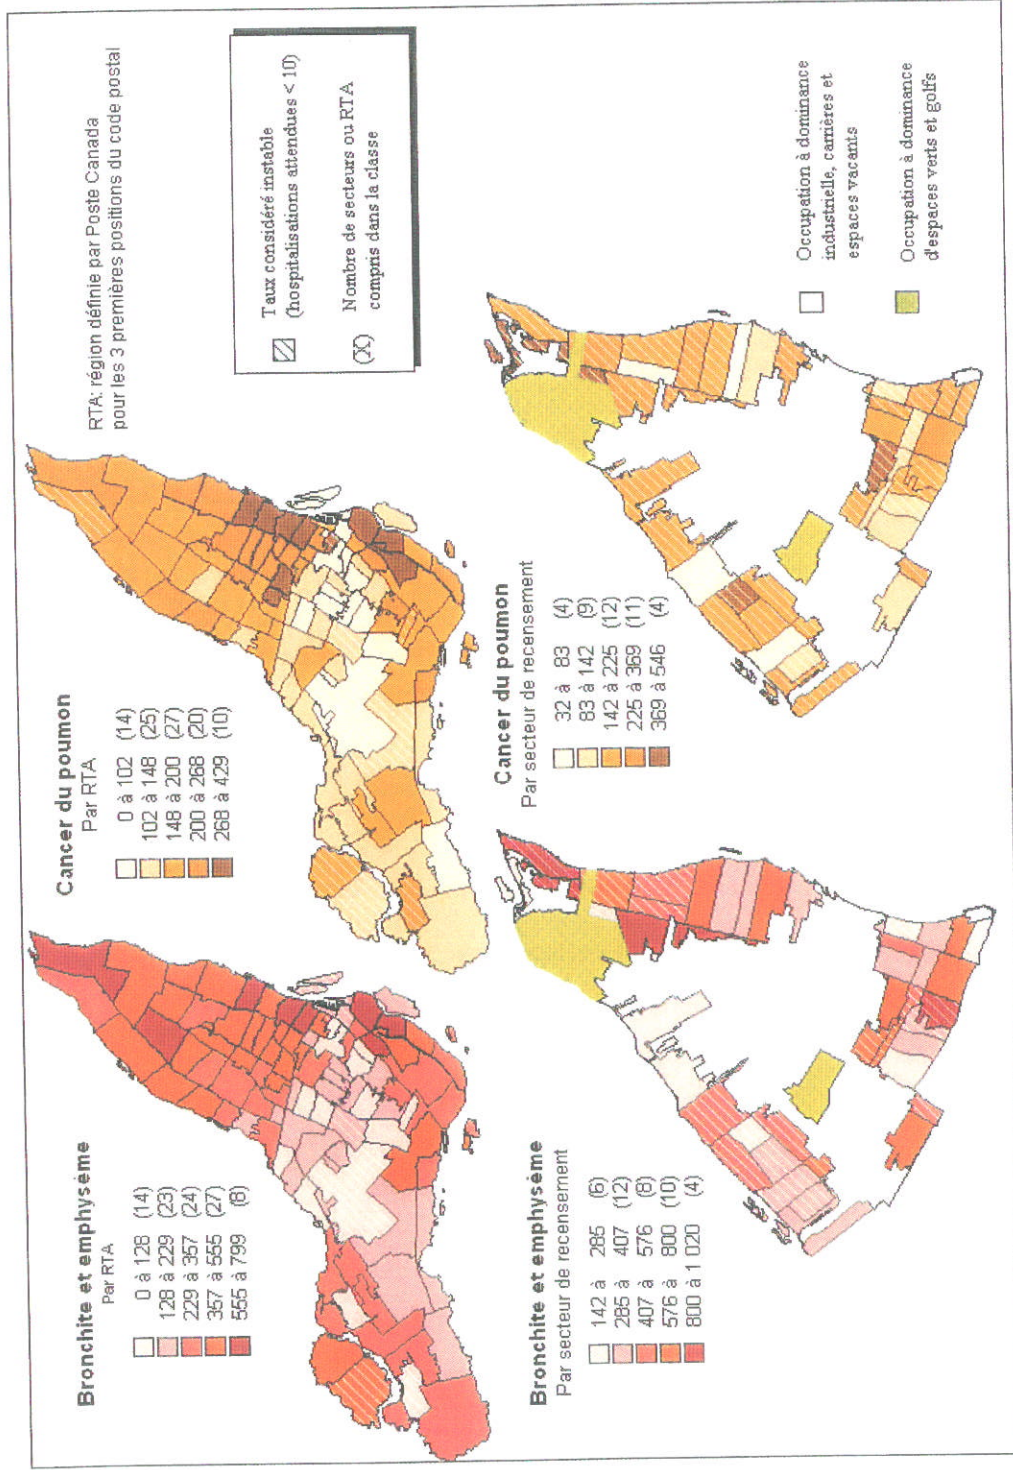 Bronchite et emphysème
Par RTA
0 à 128 (14)
128 à 229 (23)
229 à 357 (24)
357 à 555 (27)
555 à 799 (8)
Cancer du poumon
Par RTA
0 à 102 (14)
102 à 148 (25)
148 à 200 (27)
200 à 268 (20)
268 à 429 (10)
RTA: région définie par Poste Canada
pour les 3 premières positions du code postal
Taux considéré instable
(hospitalisations attendues < 10)
(X) Nombre de secteurs ou RTA
compris dans la classe
Bronchite et emphysème
Par secteur de recensement
142 à 285 (6)
285 à 407 (12)
407 à 576 (8)
576 à 800 (10)
800 à 1 020 (4)
Cancer du poumon
Par secteur de recensement
32 à 83 (4)
83 à 142 (9)
142 à 225 (12)
225 à 369 (11)
369 à 546 (4)
Occupation à dominance
industrielle, carrières et
espaces vacants
Occupation à dominance
d'espaces verts et golfs